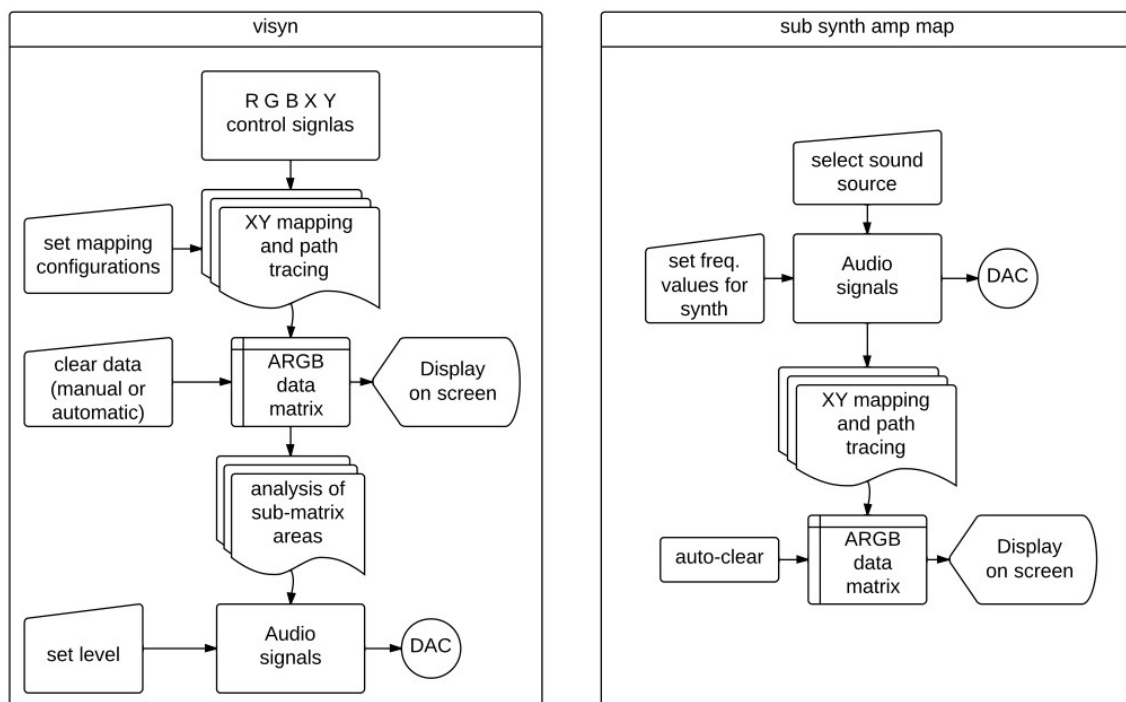 visyn
R G B X Y
control signlas
set mapping
configurations
XY mapping
and path
tracing
clear data
(manual or
automatic)
ARGB
data
matrix
Display
on screen
analysis of
sub-matrix
areas
set level
Audio
signals
DAC
sub synth amp map
select sound
source
set freq.
values for
synth
Audio
signals
DAC
XY mapping
and path
tracing
auto-clear
ARGB
data
matrix
Display
on screen